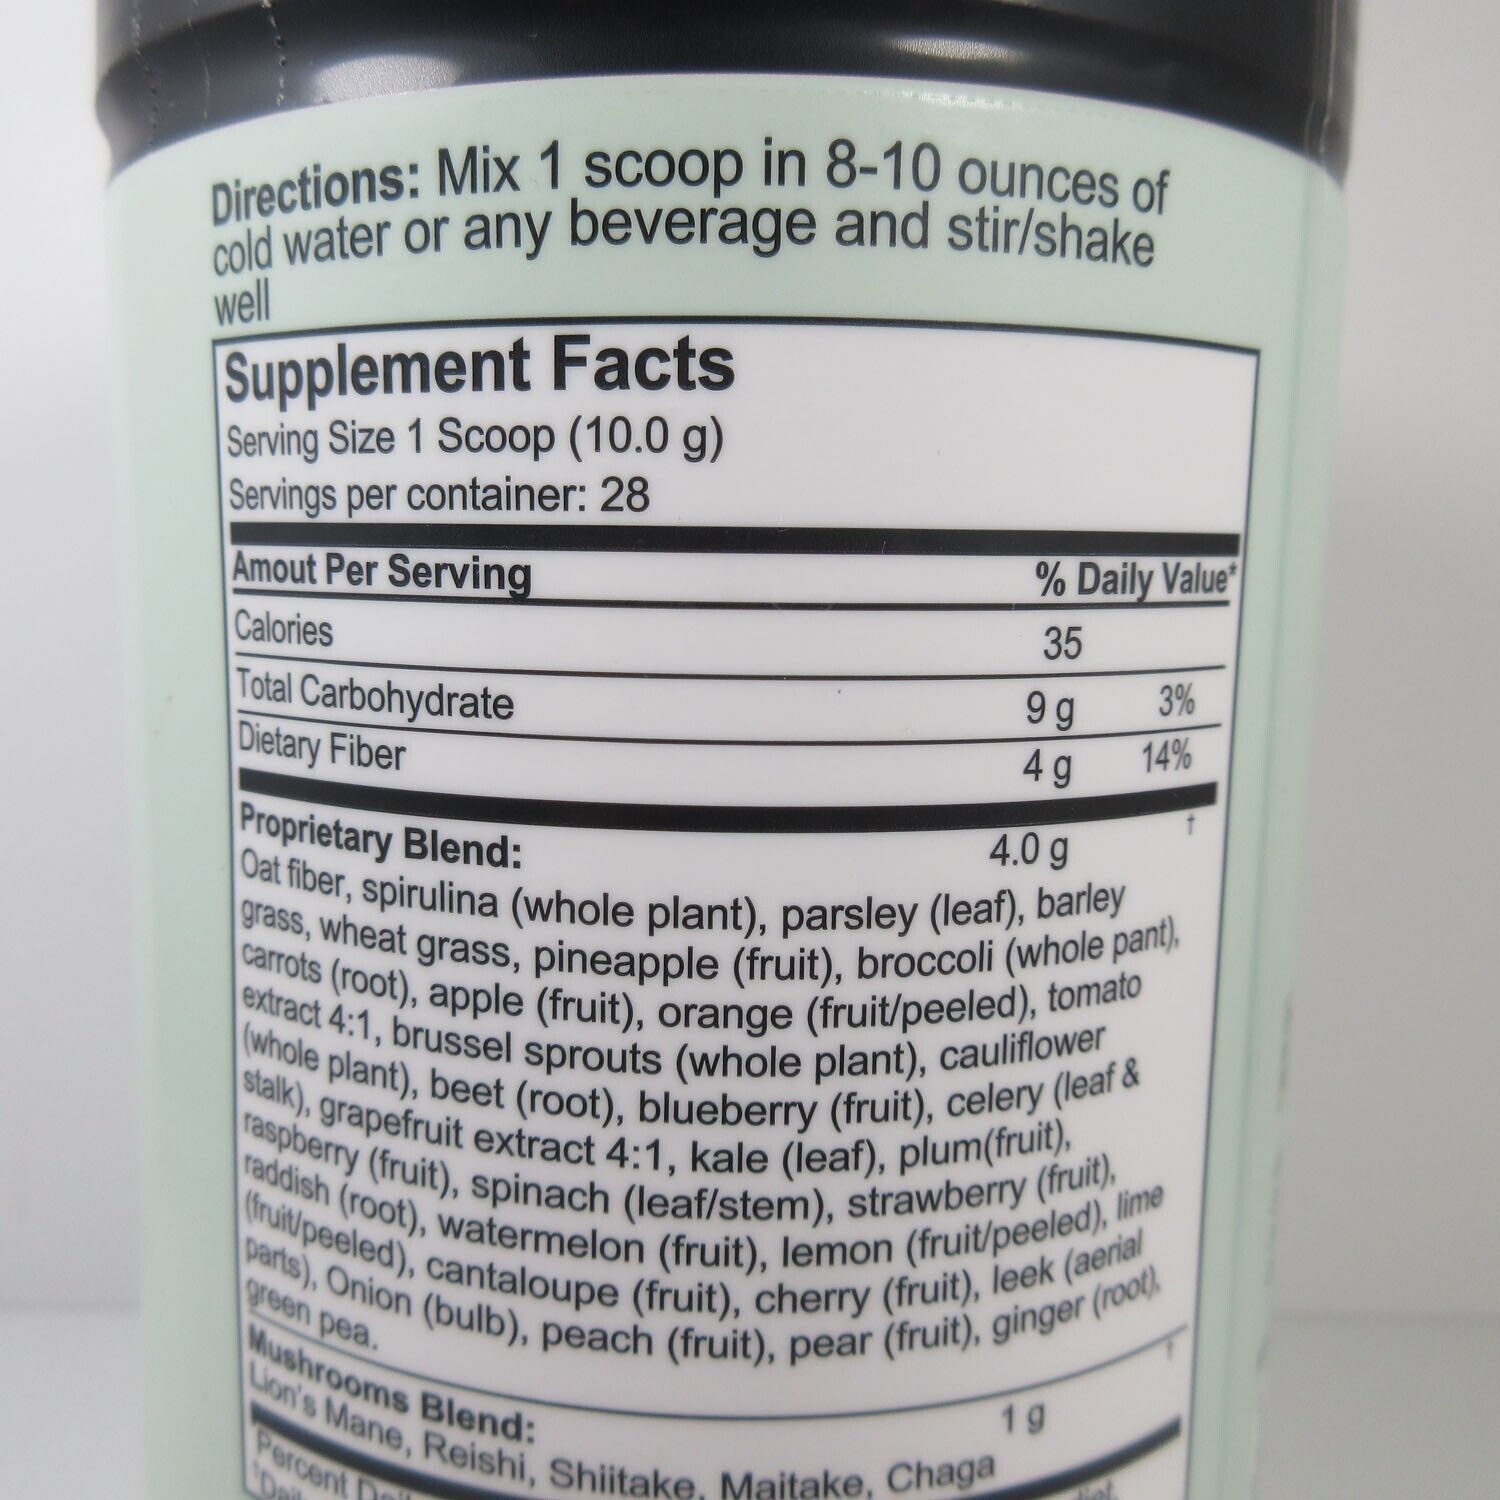 Directions: Mix 1 scoop in 8-10 ounces of
cold water or any beverage and stir/shake
well
Supplement Facts
Serving Size 1 Scoop (10.0 g)
Servings per container: 28
Amout Per Serving % Daily Value*
Calories 35
Total Carbohydrate 9 g 3%
Dietary Fiber 4 g 14%
Proprietary Blend: 4.0 g †
Oat fiber, spirulina (whole plant), parsley (leaf), barley
grass, wheat grass, pineapple (fruit), broccoli (whole pant),
carrots (root), apple (fruit), orange (fruit/peeled), tomato
extract 4:1, brussel sprouts (whole plant), cauliflower
(whole plant), beet (root), blueberry (fruit), celery (leaf &
stalk), grapefruit extract 4:1, kale (leaf), plum(fruit),
raspberry (fruit), spinach (leaf/stem), strawberry (fruit),
raddish (root), watermelon (fruit), lemon (fruit/peeled), lime
(fruit/peeled), cantaloupe (fruit), cherry (fruit), leek (aerial
parts), Onion (bulb), peach (fruit), pear (fruit), ginger (root),
green pea.
Mushrooms Blend: 1 g †
Lion's Mane, Reishi, Shiitake, Maitake, Chaga
Percent